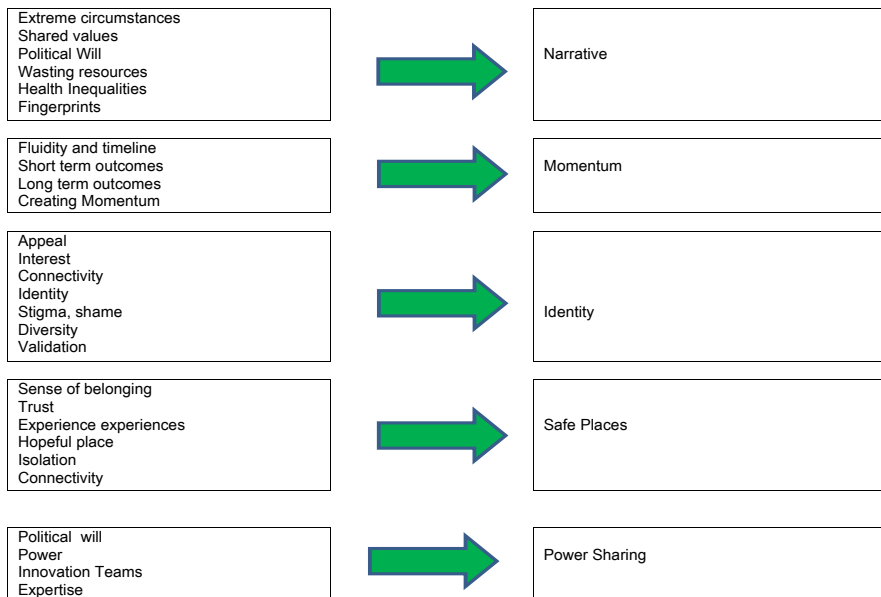 Extreme circumstances
Shared values
Political Will
Wasting resources
Health Inequalities
Fingerprints
Narrative
Fluidity and timeline
Short term outcomes
Long term outcomes
Creating Momentum
Momentum
Appeal
Interest
Connectivity
Identity
Stigma, shame
Diversity
Validation
Identity
Sense of belonging
Trust
Experience experiences
Hopeful place
Isolation
Connectivity
Safe Places
Political  will
Power
Innovation Teams
Expertise
Power Sharing